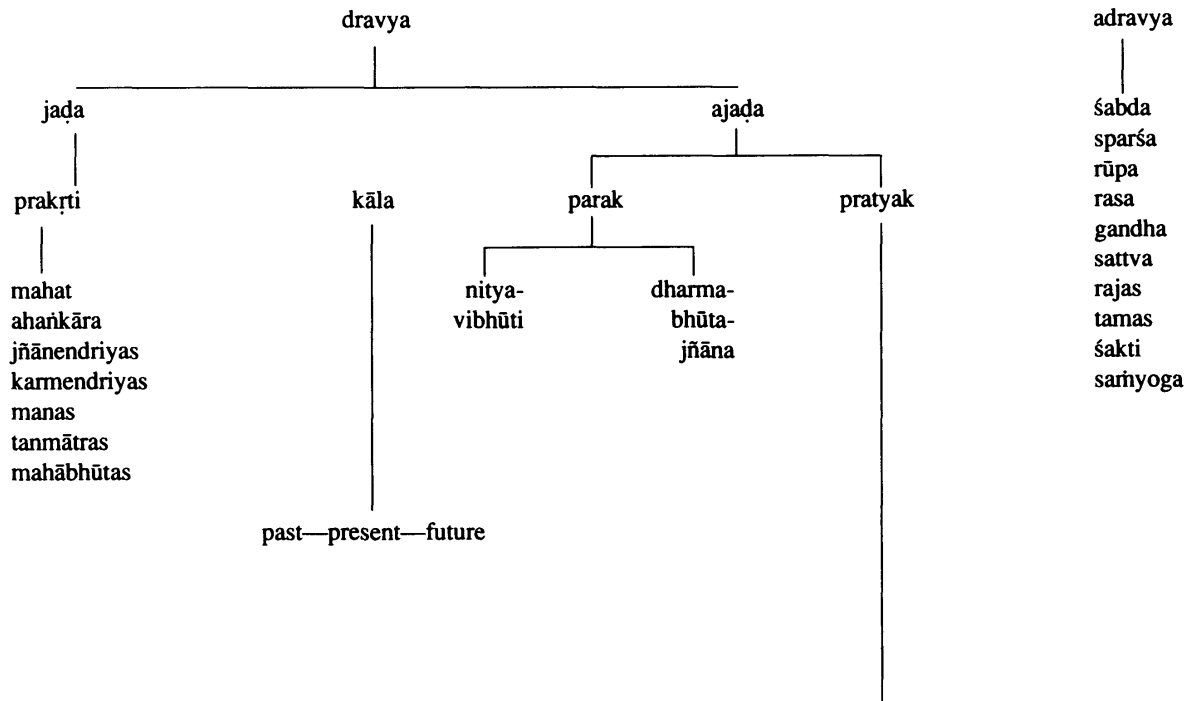 dravya
adravya
jaḍa
ajaḍa
prakṛti
kāla
parak
pratyak
mahat
ahaṅkāra
jñānendriyas
karmendriyas
manas
tanmātras
mahābhūtas
past—present—future
nitya-
vibhūti
dharma-
bhūta-
jñāna
śabda
sparśa
rūpa
rasa
gandha
sattva
rajas
tamas
śakti
saṁyoga